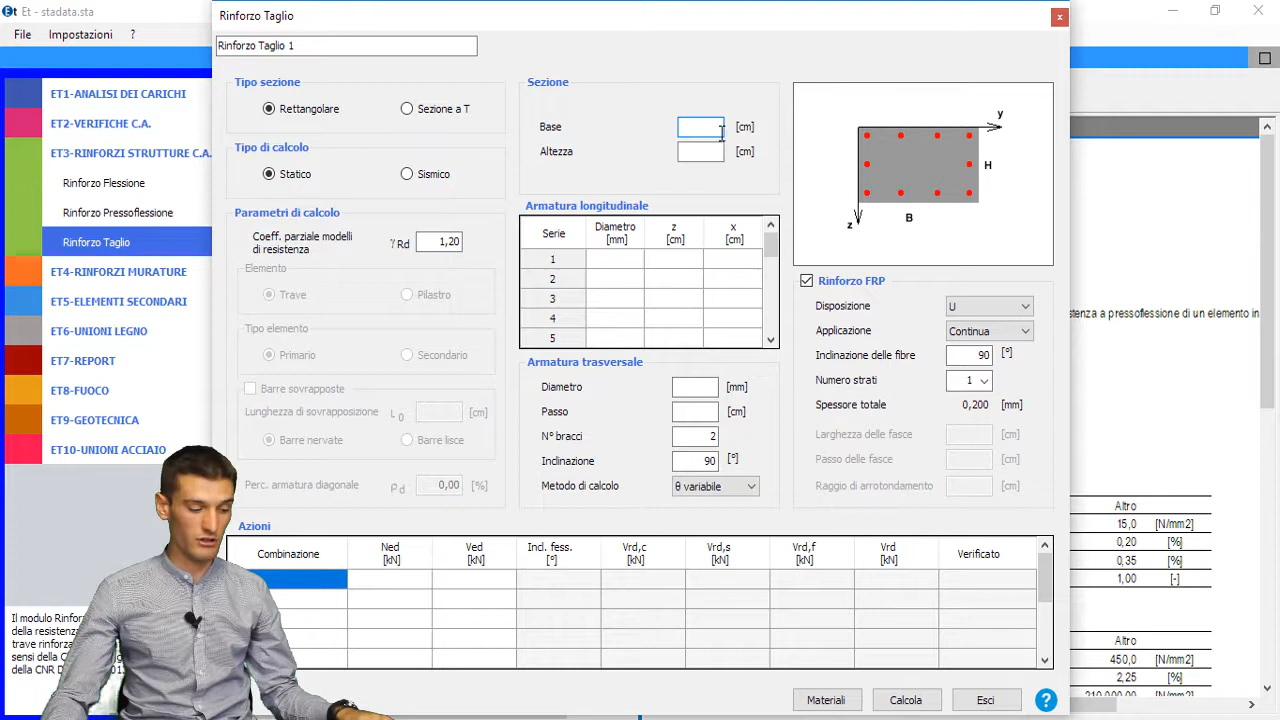 Et Et - stadata.sta
File Impostazioni ?
ET1-ANALISI DEI CARICHI
ET2-VERIFICHE C.A.
ET3-RINFORZI STRUTTURE C.A.
Rinforzo Flessione
Rinforzo Pressoflessione
Rinforzo Taglio
ET4-RINFORZI MURATURE
ET5-ELEMENTI SECONDARI
ET6-UNIONI LEGNO
ET7-REPORT
ET8-FUOCO
ET9-GEOTECNICA
ET10-UNIONI ACCIAIO
Il modulo Rinfor
della resistenza
trave rinforza
sensi della C
della CNR D
Rinforzo Taglio x
Rinforzo Taglio 1
Tipo sezione
Rettangolare Sezione a T
Tipo di calcolo
Statico Sismico
Parametri di calcolo
Coeff. parziale modelli
di resistenza γ Rd 1,20
Elemento
Trave Pilastro
Tipo elemento
Primario Secondario
Barre sovrapposte
Lunghezza di sovrapposizione L 0 [cm]
Barre nervate Barre lisce
Perc. armatura diagonale ρ d 0,00 [%]
Sezione
Base [cm]
Altezza [cm]
Armatura longitudinale
Serie Diametro [mm] z [cm] x [cm]
1
2
3
4
5
Armatura trasversale
Diametro [mm]
Passo [cm]
N° bracci 2
Inclinazione 90 [°]
Metodo di calcolo θ variabile
y
H
B
z
Rinforzo FRP
Disposizione U
Applicazione Continua
Inclinazione delle fibre 90 [°]
Numero strati 1
Spessore totale 0,200 [mm]
Larghezza delle fasce [cm]
Passo delle fasce [cm]
Raggio di arrotondamento [cm]
Azioni
Combinazione Ned [kN] Ved [kN] Incl. fess. [°] Vrd,c [kN] Vrd,s [kN] Vrd,f [kN] Vrd [kN] Verificato
Materiali Calcola Esci ?
stenza a pressoflessione di un elemento in
Altro
15,0 [N/mm2]
0,20 [%]
0,35 [%]
1,00 [-]
Altro
450,0 [N/mm2]
2,25 [%]
210.000,00 [N/mm2]